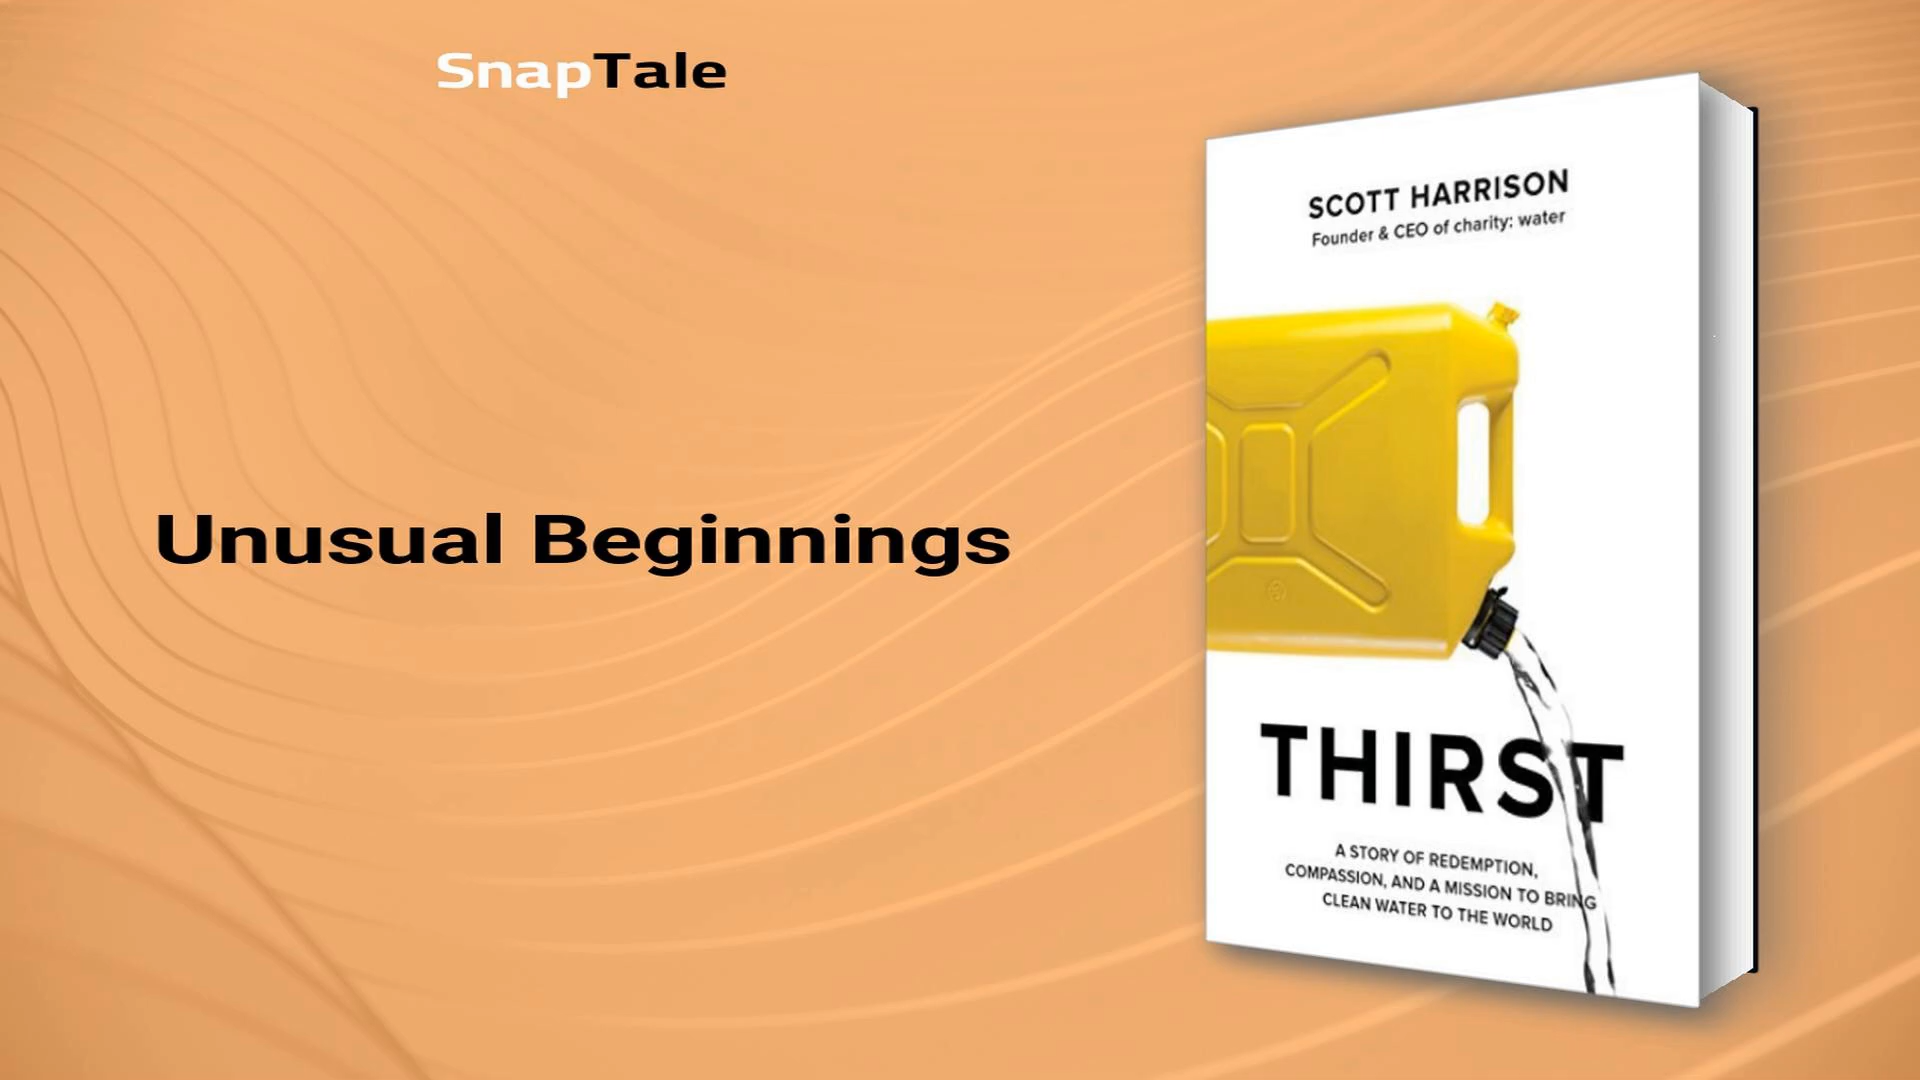 SnapTale
Unusual Beginnings
SCOTT HARRISON
Founder & CEO of charity: water
THIRST
A STORY OF REDEMPTION,
COMPASSION, AND A MISSION TO BRING
CLEAN WATER TO THE WORLD